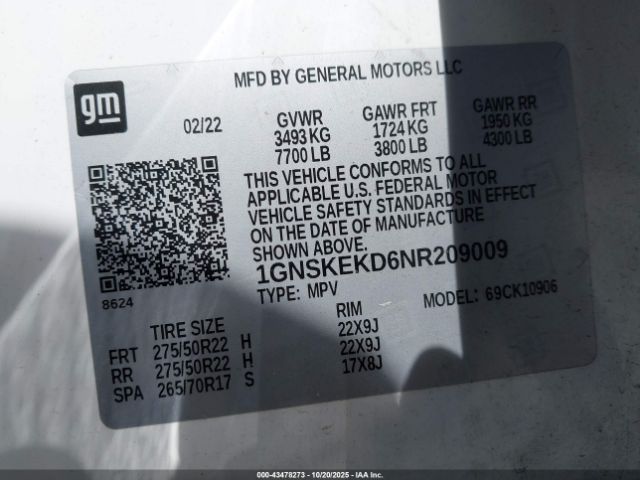 gm
MFD BY GENERAL MOTORS LLC
02/22
GVWR GAWR FRT GAWR RR
3493 KG 1724 KG 1950 KG
7700 LB 3800 LB 4300 LB
THIS VEHICLE CONFORMS TO ALL
APPLICABLE U.S. FEDERAL MOTOR
VEHICLE SAFETY STANDARDS IN EFFECT
ON THE DATE OF MANUFACTURE
SHOWN ABOVE.
1GNSKEKD6NR209009
8624
TYPE: MPV MODEL: 69CK10906
TIRE SIZE RIM
FRT 275/50R22 H 22X9J
RR 275/50R22 H 22X9J
SPA 265/70R17 S 17X8J
000-43478273 - 10/20/2025 - IAA Inc.